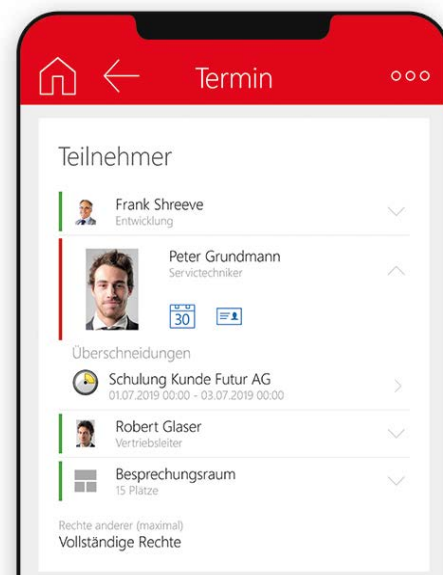 Termin
Teilnehmer
Frank Shreeve
Entwicklung
Peter Grundmann
Servictechniker
30
Überschneidungen
Schulung Kunde Futur AG
01.07.2019 00:00 - 03.07.2019 00:00
Robert Glaser
Vertriebsleiter
Besprechungsraum
15 Plätze
Rechte anderer (maximal)
Vollständige Rechte